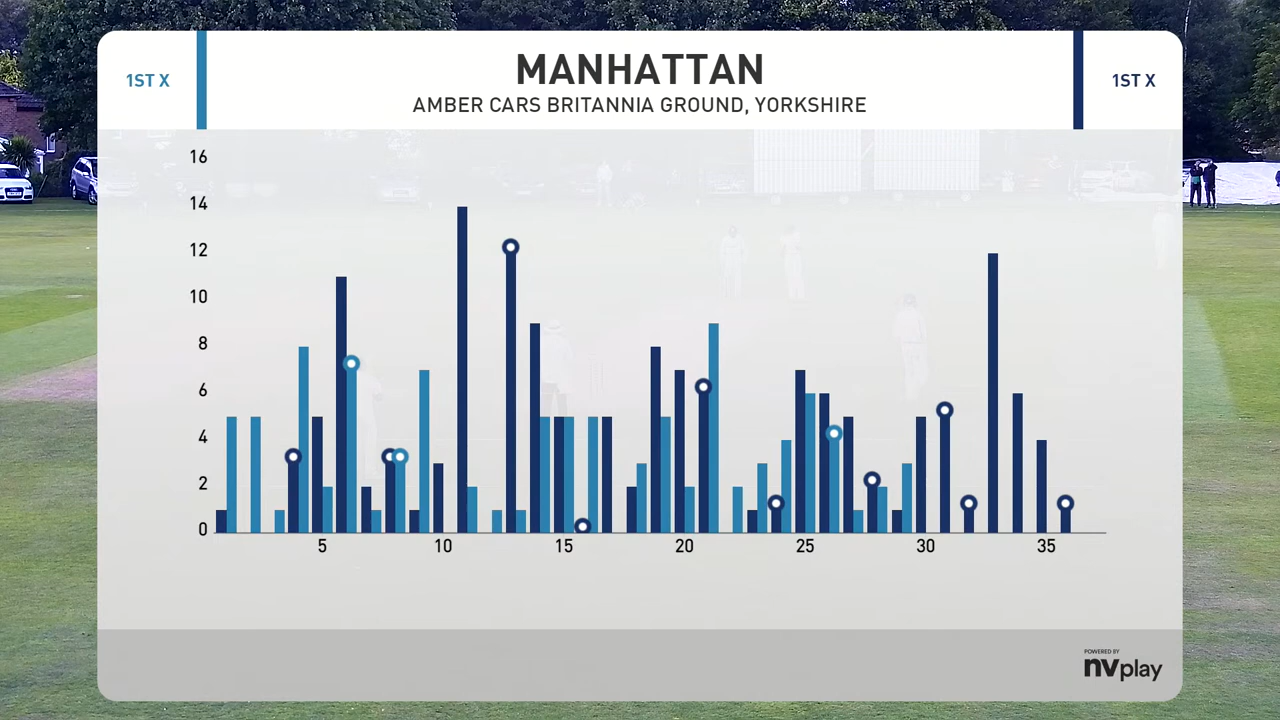 1ST X
MANHATTAN
AMBER CARS BRITANNIA GROUND, YORKSHIRE
1ST X
16
14
12
10
8
6
4
2
0
5 10 15 20 25 30 35
POWERED BY
nvplay